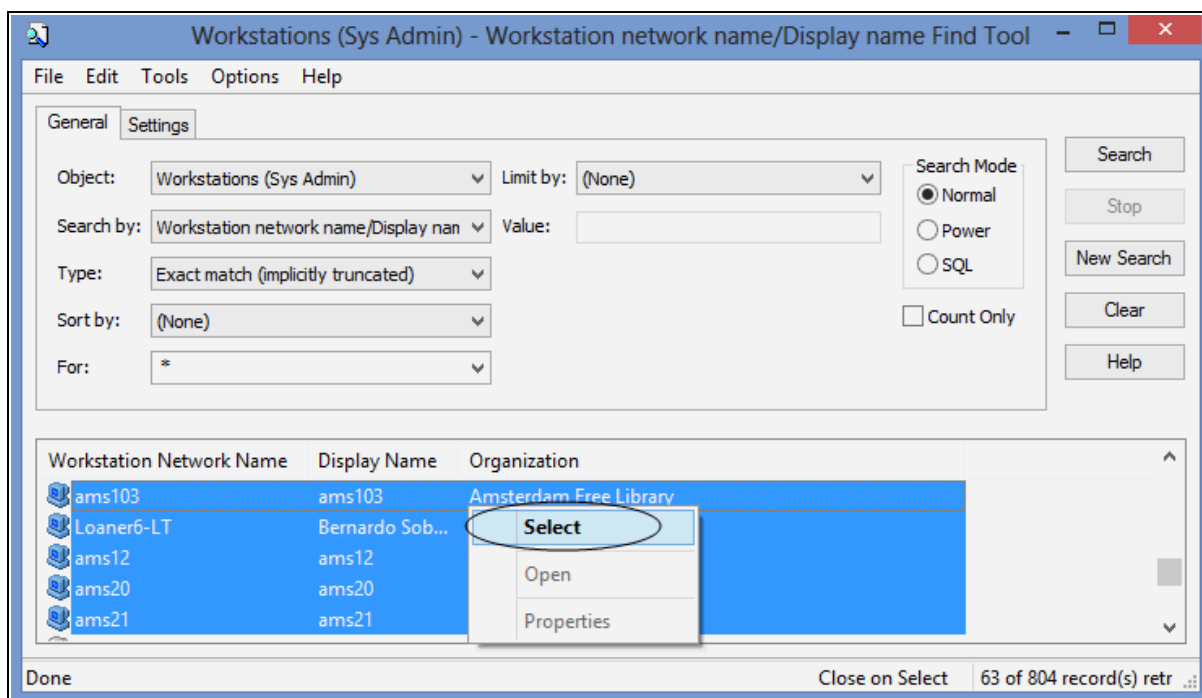 Workstations (Sys Admin) - Workstation network name/Display name Find Tool
File Edit Tools Options Help
General Settings
Object: Workstations (Sys Admin) Limit by: (None) Search Mode Search
Normal
Search by: Workstation network name/Display nan Value: Power Stop
Type: Exact match (implicitly truncated) SQL New Search
Sort by: (None) Count Only Clear
For: * Help
Workstation Network Name Display Name Organization
ams103 ams103 Amsterdam Free Library
Loaner6-LT Bernardo Sob... Select
ams12 ams12
Open
ams20 ams20
ams21 ams21 Properties
Done Close on Select 63 of 804 record(s) retr